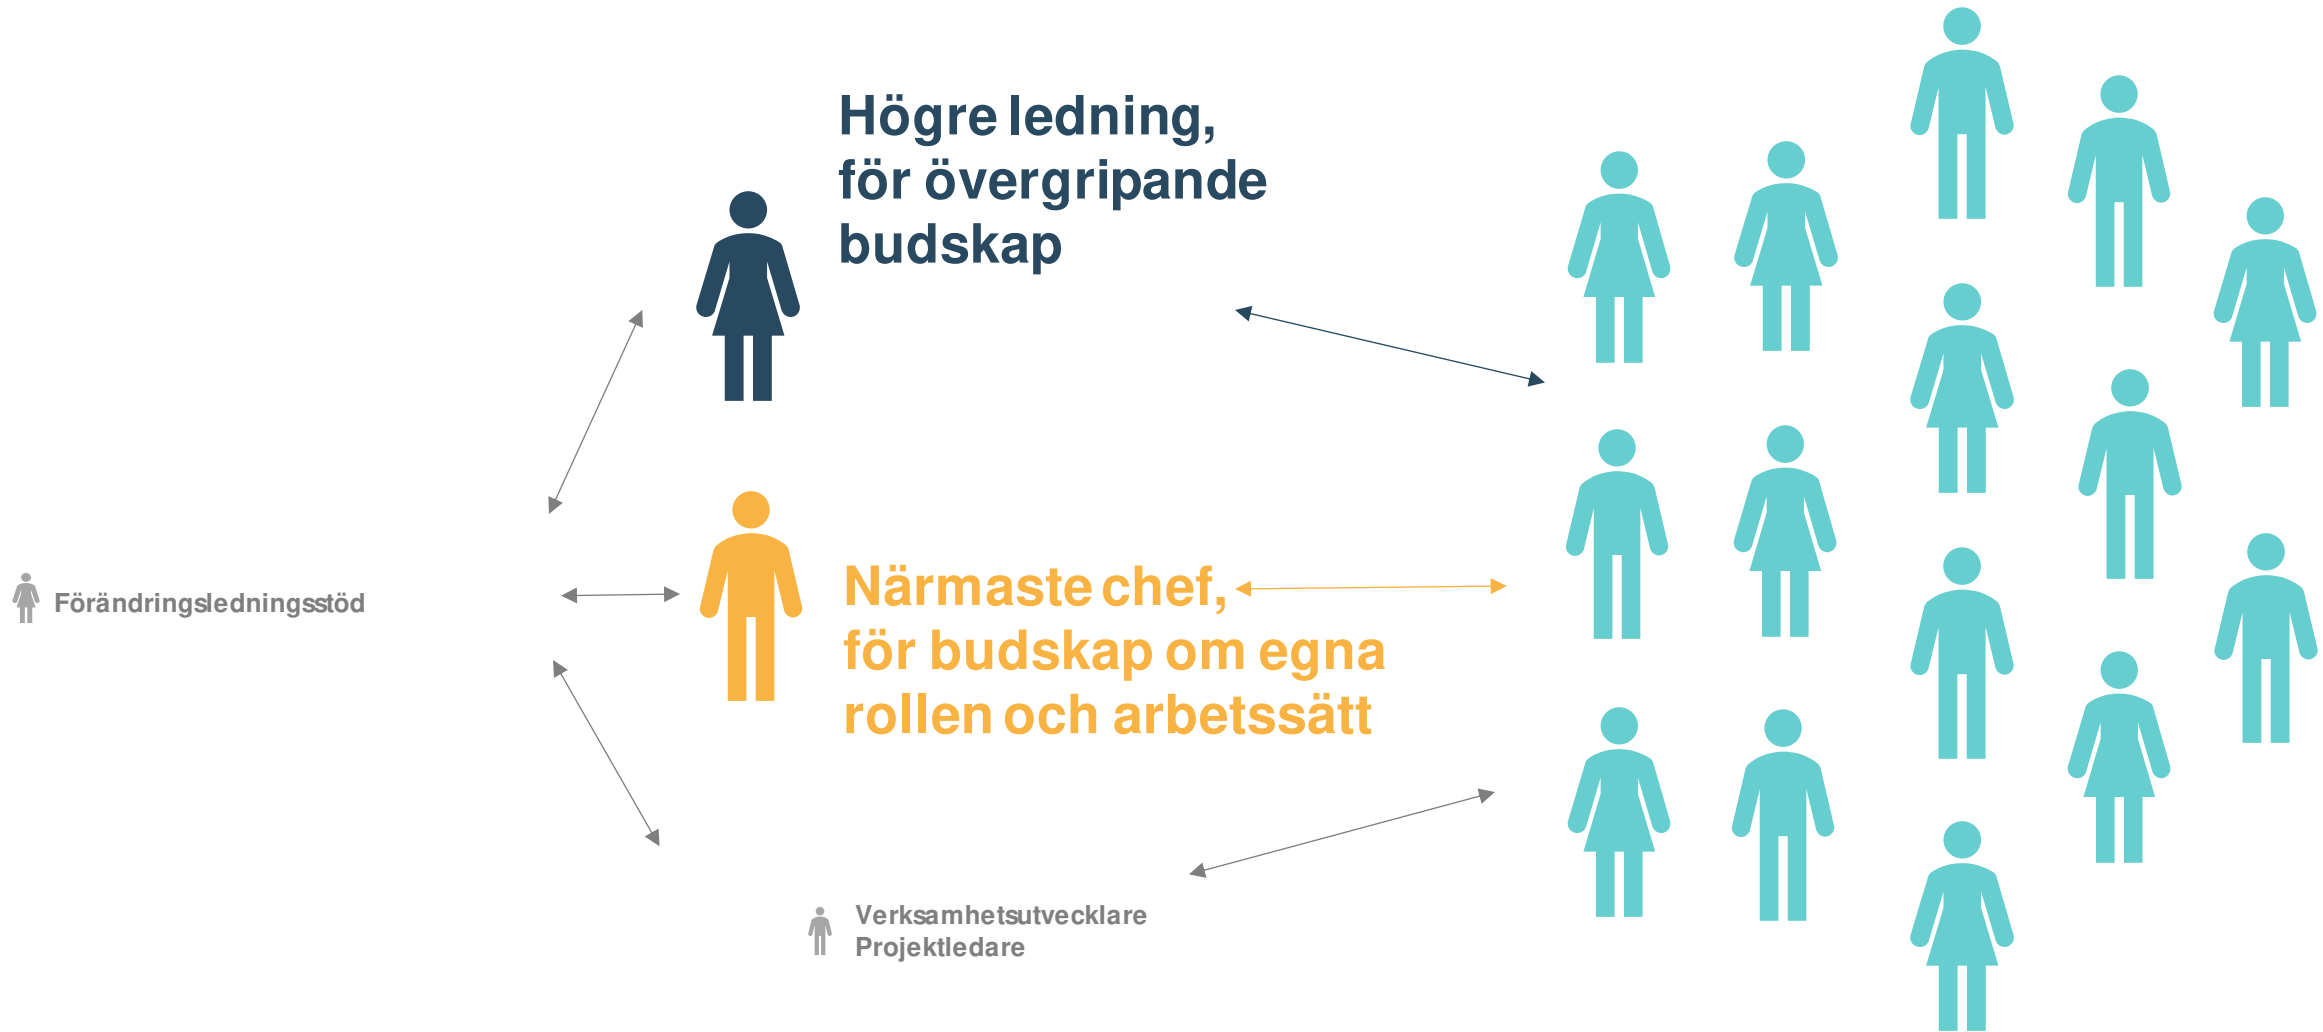 Högre ledning,
för övergripande
budskap
Förändringsledningsstöd
Närmaste chef,
för budskap om egna
rollen och arbetssätt
Verksamhetsutvecklare
Projektledare